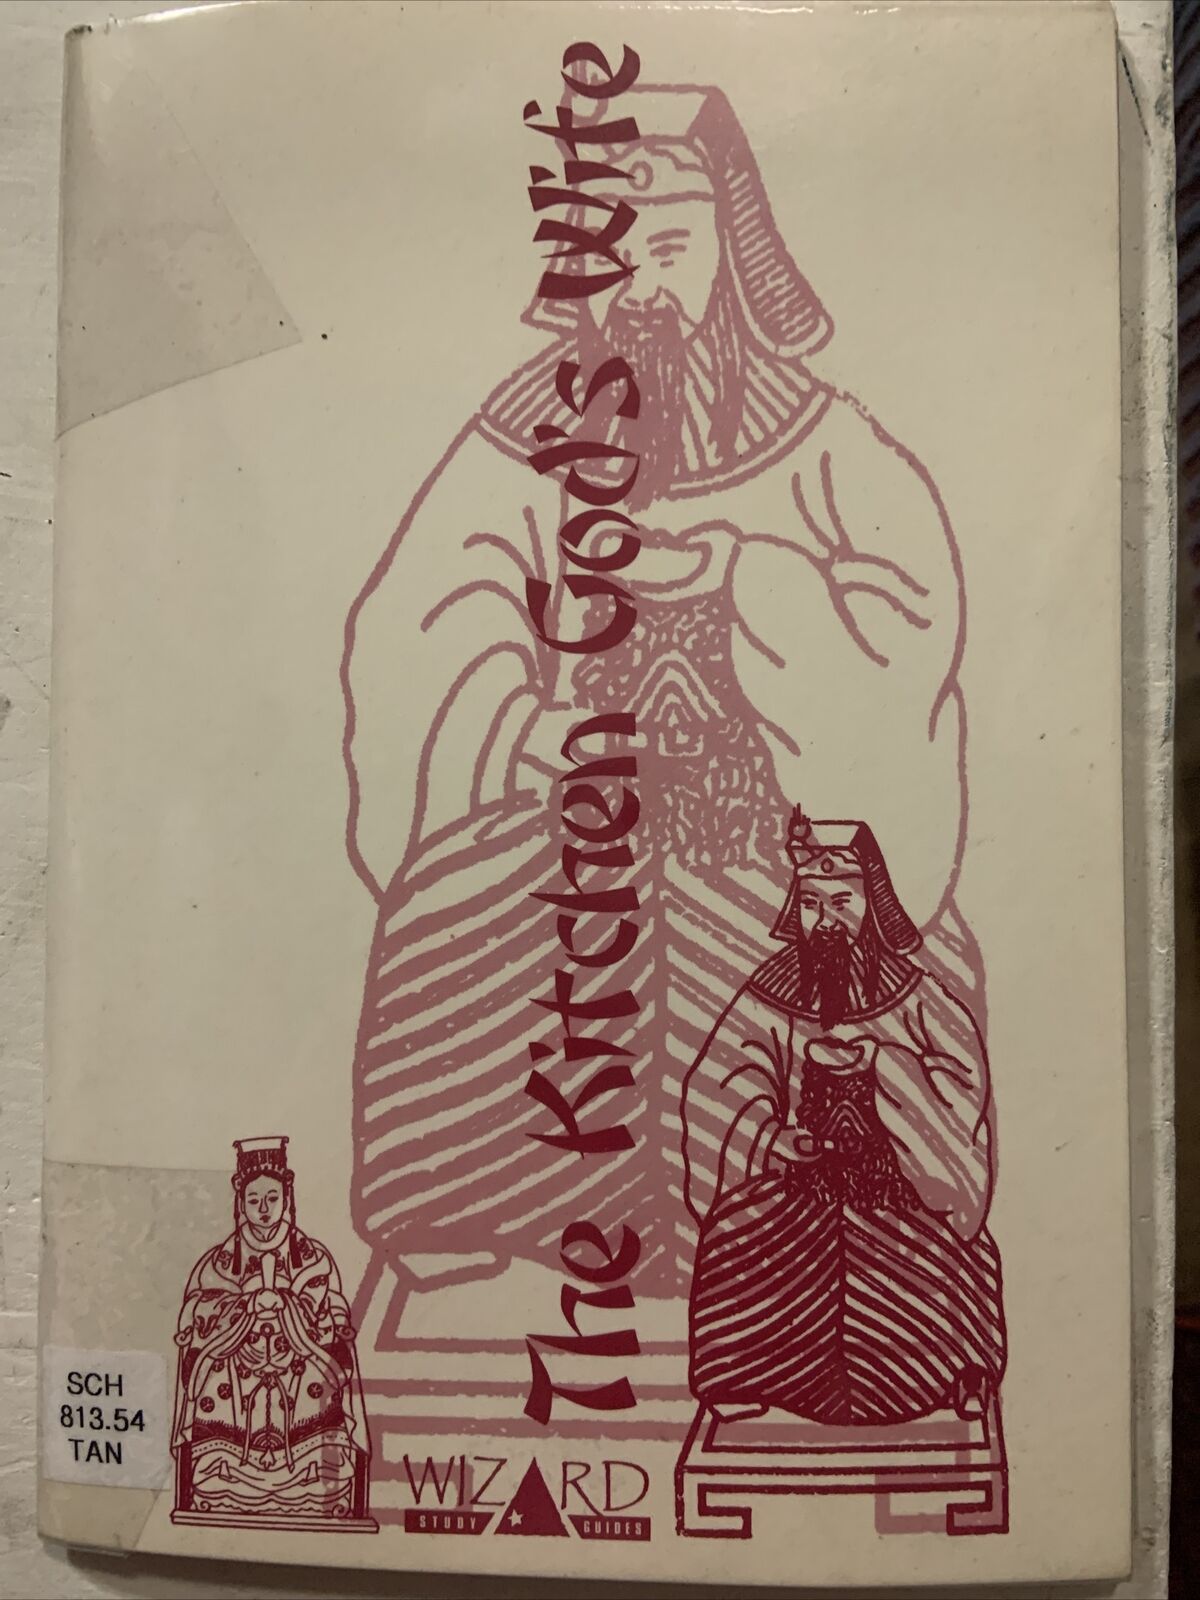 The Kitchen God's Wife
SCH
813.54
TAN
WIZARD
STUDY GUIDES